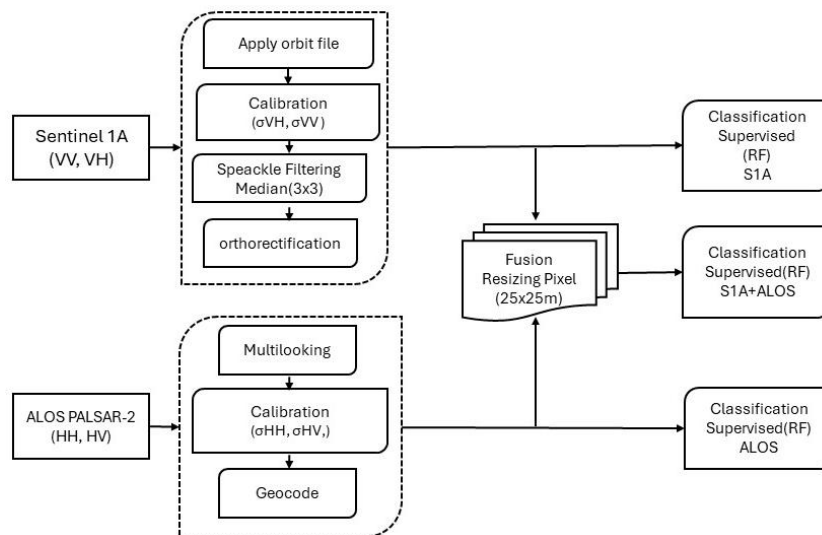 Apply orbit file
Calibration
(σVH, σVV )
Speackle Filtering
Median(3x3)
orthorectification
Sentinel 1A
(VV, VH)
Classification
Supervised
(RF)
S1A
Fusion
Resizing Pixel
(25x25m)
Classification
Supervised(RF)
S1A+ALOS
Multilooking
Calibration
(σHH, σHV,)
Geocode
ALOS PALSAR-2
(HH, HV)
Classification
Supervised(RF)
ALOS